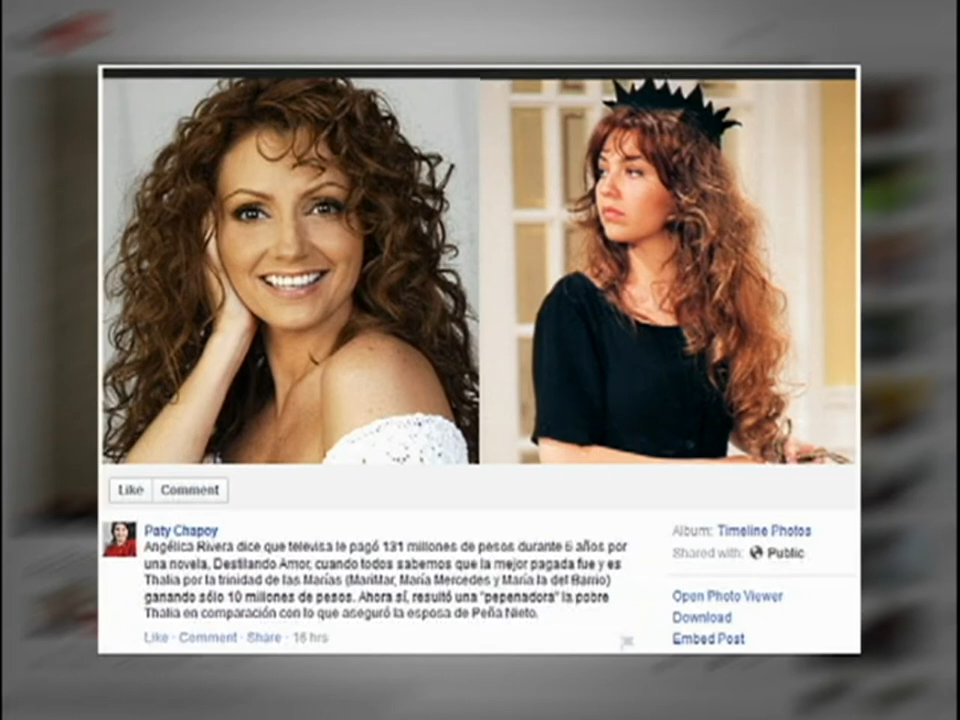 Like Comment
Paty Chapoy
Angélica Rivera dice que televisa le pagó 131 millones de pesos durante 6 años por
una novela, Destilando Amor, cuando todos sabemos que la mejor pagada fue y es
Thalia por la trinidad de las Marías (MariMar, María Mercedes y María la del Barrio)
ganando sólo 10 millones de pesos. Ahora sí, resultó una "pepenadora" la pobre
Thalia en comparación con lo que aseguró la esposa de Peña Nieto.
Like · Comment · Share · 16 hrs
Album: Timeline Photos
Shared with: Public
Open Photo Viewer
Download
Embed Post